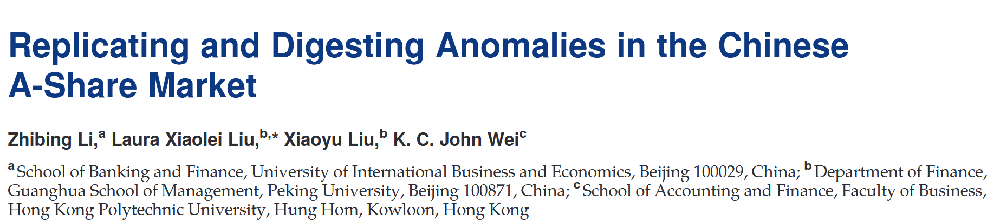 Replicating and Digesting Anomalies in the Chinese
A-Share Market
Zhibing Li,a Laura Xiaolei Liu,b,* Xiaoyu Liu,b K. C. John Weic
a School of Banking and Finance, University of International Business and Economics, Beijing 100029, China; b Department of Finance,
Guanghua School of Management, Peking University, Beijing 100871, China; c School of Accounting and Finance, Faculty of Business,
Hong Kong Polytechnic University, Hung Hom, Kowloon, Hong Kong